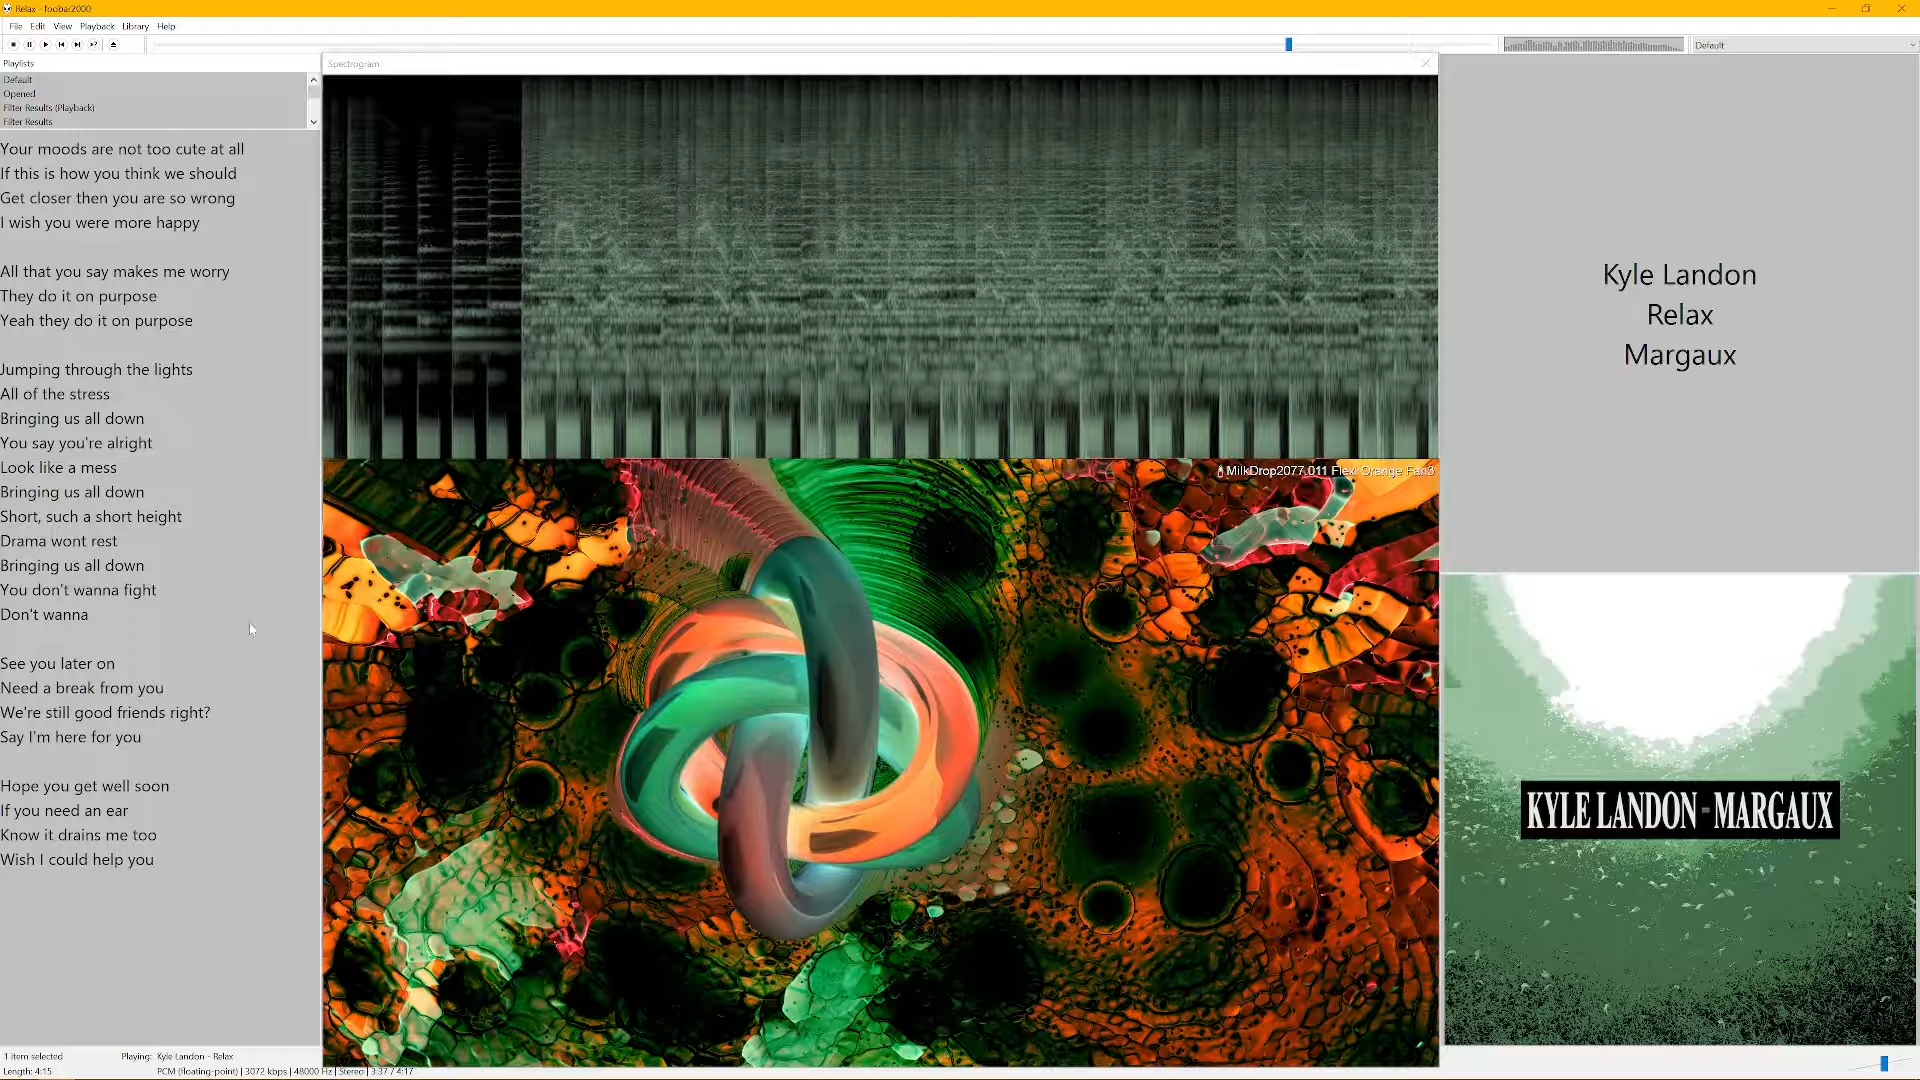 Relax - foobar2000
File Edit View Playback Library Help
Default
Playlists
Default
Opened
Filter Results (Playback)
Filter Results
Your moods are not too cute at all
If this is how you think we should
Get closer then you are so wrong
I wish you were more happy
All that you say makes me worry
They do it on purpose
Yeah they do it on purpose
Jumping through the lights
All of the stress
Bringing us all down
You say you're alright
Look like a mess
Bringing us all down
Short, such a short height
Drama wont rest
Bringing us all down
You don't wanna fight
Don't wanna
See you later on
Need a break from you
We're still good friends right?
Say I'm here for you
Hope you get well soon
If you need an ear
Know it drains me too
Wish I could help you
Spectrogram
MilkDrop2077.011 Flexi Orange Fan3
Kyle Landon
Relax
Margaux
KYLE LANDON - MARGAUX
1 item selected
Playing: Kyle Landon - Relax
Length: 4:15
PCM (floating-point) | 3072 kbps | 48000 Hz | Stereo | 3:37 / 4:17